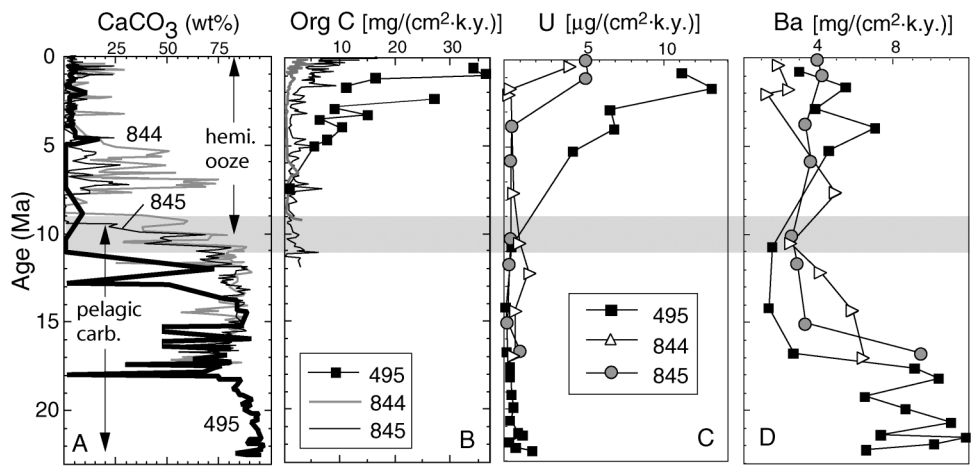 CaCO₃ (wt%)
25 50 75
Org C [mg/(cm²·k.y.)]
10 20 30
U [µg/(cm²·k.y.)]
5 10
Ba [mg/(cm²·k.y.)]
4 8
Age (Ma)
0
5
10
15
20
844
845
hemi.
ooze
pelagic
carb.
495
A
495
844
845
B
495
844
845
C
D